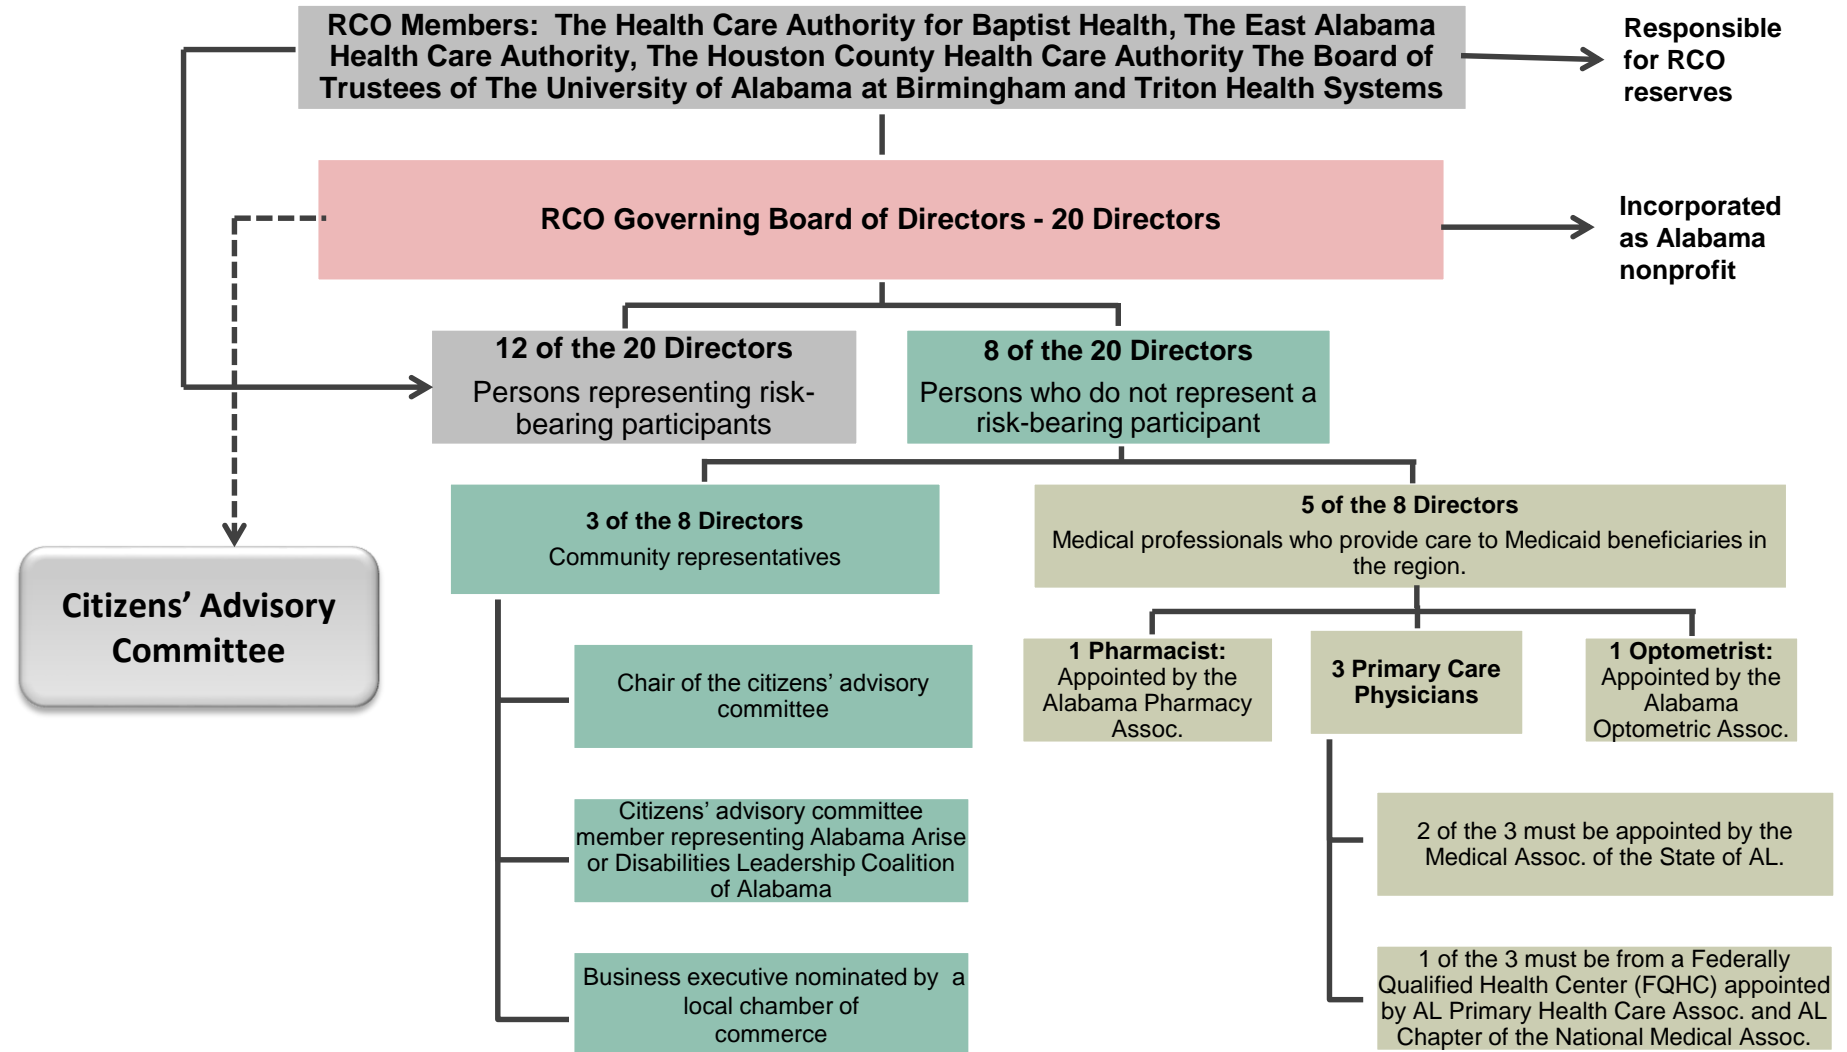 RCO Members:  The Health Care Authority for Baptist Health, The East Alabama
Health Care Authority, The Houston County Health Care Authority The Board of
Trustees of The University of Alabama at Birmingham and Triton Health Systems
Responsible
for RCO
reserves
RCO Governing Board of Directors - 20 Directors
Incorporated
as Alabama
nonprofit
12 of the 20 Directors
Persons representing risk-
bearing participants
8 of the 20 Directors
Persons who do not represent a
risk-bearing participant
3 of the 8 Directors
Community representatives
5 of the 8 Directors
Medical professionals who provide care to Medicaid beneficiaries in
the region.
Citizens’ Advisory
Committee
Chair of the citizens’ advisory
committee
Citizens’ advisory committee
member representing Alabama Arise
or Disabilities Leadership Coalition
of Alabama
Business executive nominated by  a
local chamber of
commerce
1 Pharmacist:
Appointed by the
Alabama Pharmacy
Assoc.
3 Primary Care
Physicians
1 Optometrist:
Appointed by the
Alabama
Optometric Assoc.
2 of the 3 must be appointed by the
Medical Assoc. of the State of AL.
1 of the 3 must be from a Federally
Qualified Health Center (FQHC) appointed
by AL Primary Health Care Assoc. and AL
Chapter of the National Medical Assoc.